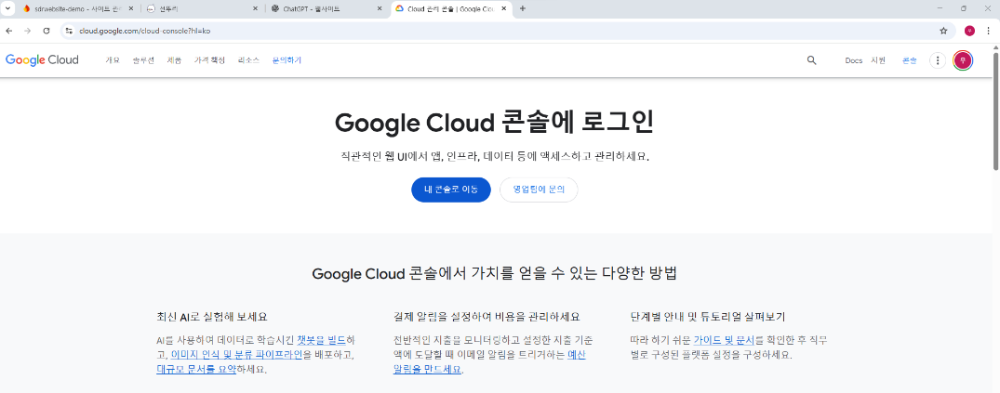 sdrwebsite-demo - 사이트 관
선뚜리
ChatGPT - 웹사이트
Cloud 관리 콘솔 | Google Clou
cloud.google.com/cloud-console?hl=ko
우
Google Cloud 개요 솔루션 제품 가격 책정 리소스 문의하기 Docs 지원 콘솔 우
Google Cloud 콘솔에 로그인
직관적인 웹 UI에서 앱, 인프라, 데이터 등에 액세스하고 관리하세요.
내 콘솔로 이동 영업팀에 문의
Google Cloud 콘솔에서 가치를 얻을 수 있는 다양한 방법
최신 AI로 실험해 보세요
AI를 사용하여 데이터로 학습시킨 챗봇을 빌드하
고, 이미지 인식 및 분류 파이프라인을 배포하고,
대규모 문서를 요약하세요.
결제 알림을 설정하여 비용을 관리하세요
전반적인 지출을 모니터링하고 설정한 지출 기준
액에 도달할 때 이메일 알림을 트리거하는 예산
알림을 만드세요.
단계별 안내 및 튜토리얼 살펴보기
따라 하기 쉬운 가이드 및 문서를 확인한 후 직무
별로 구성된 플랫폼 설정을 구성하세요.